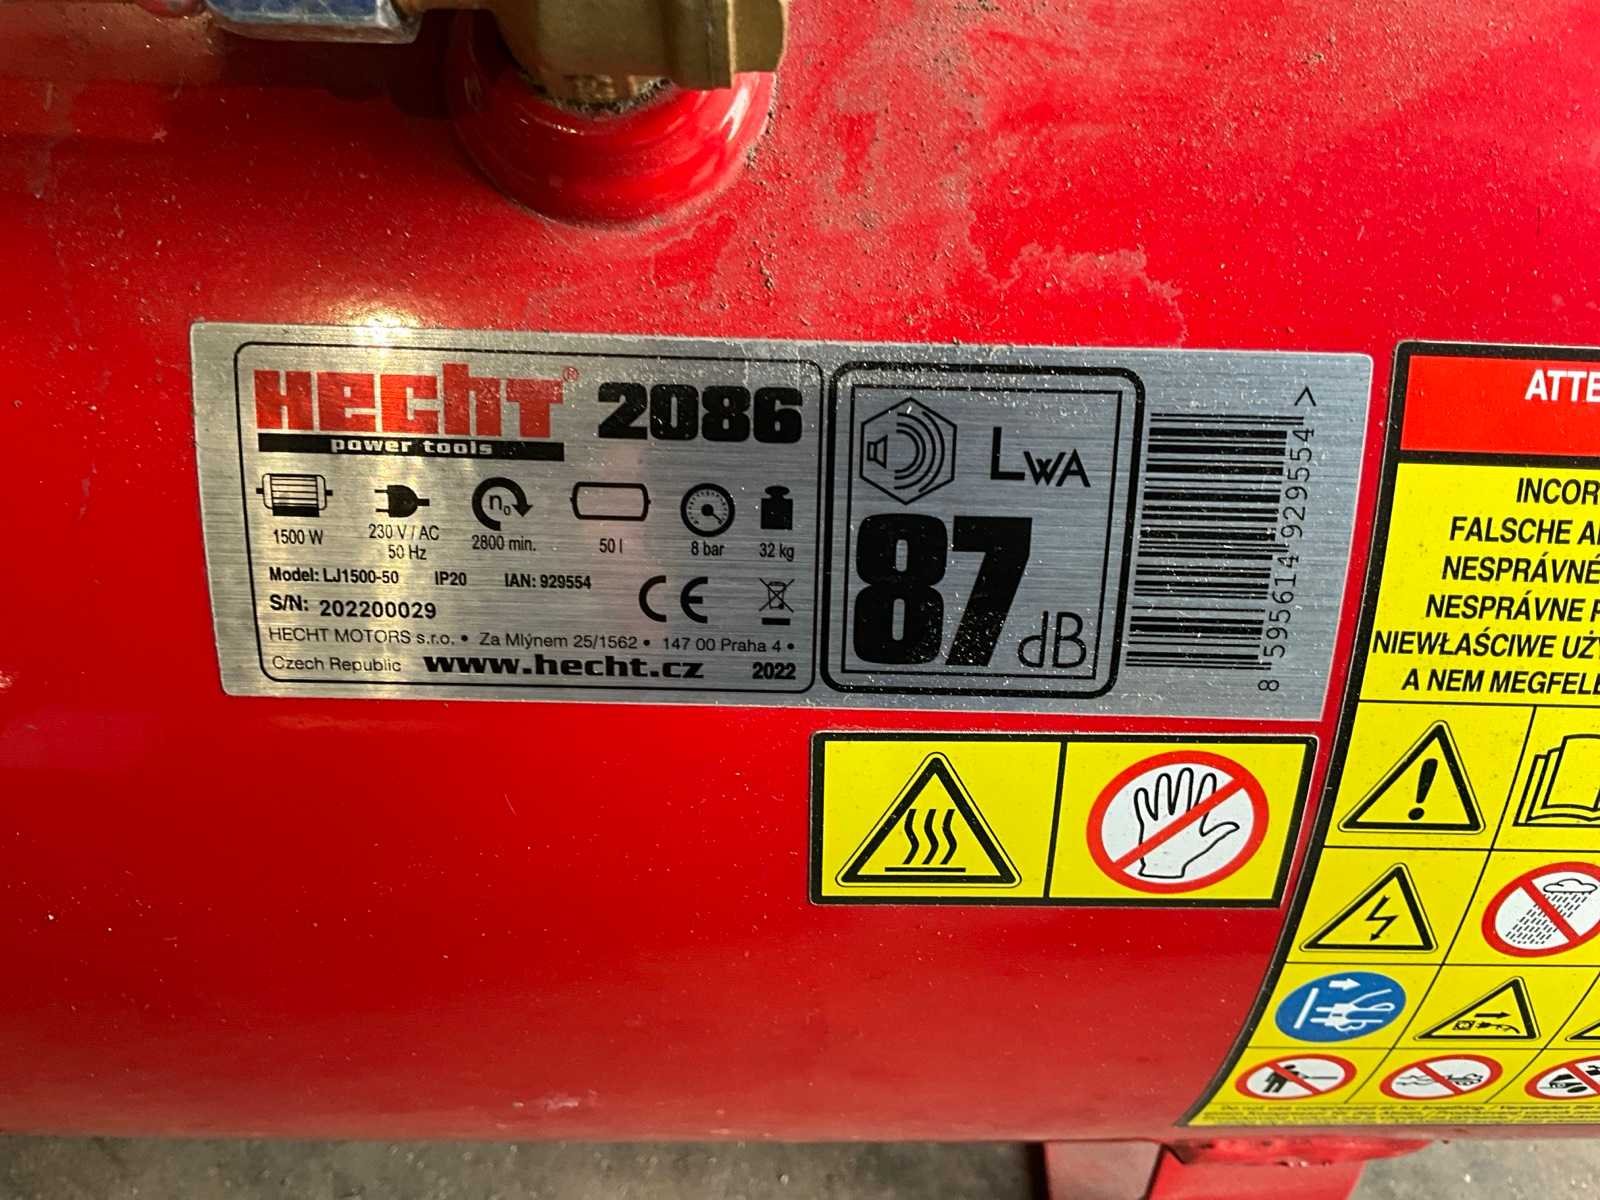 HECHT® 2086
power tools
1500 W
230 V / AC
50 Hz
2800 min.
50 l
8 bar
32 kg
Model: LJ1500-50 IP20 IAN: 929554
S/N: 202200029
CE
HECHT MOTORS s.r.o. • Za Mlýnem 25/1562 • 147 00 Praha 4 •
Czech Republic www.hecht.cz 2022
LWA
87 dB
8 595614 929554 >
ATTE
INCOR
FALSCHE A
NESPRÁVNÉ
NESPRÁVNE
NIEWŁAŚCIWE UŻY
A NEM MEGFELE